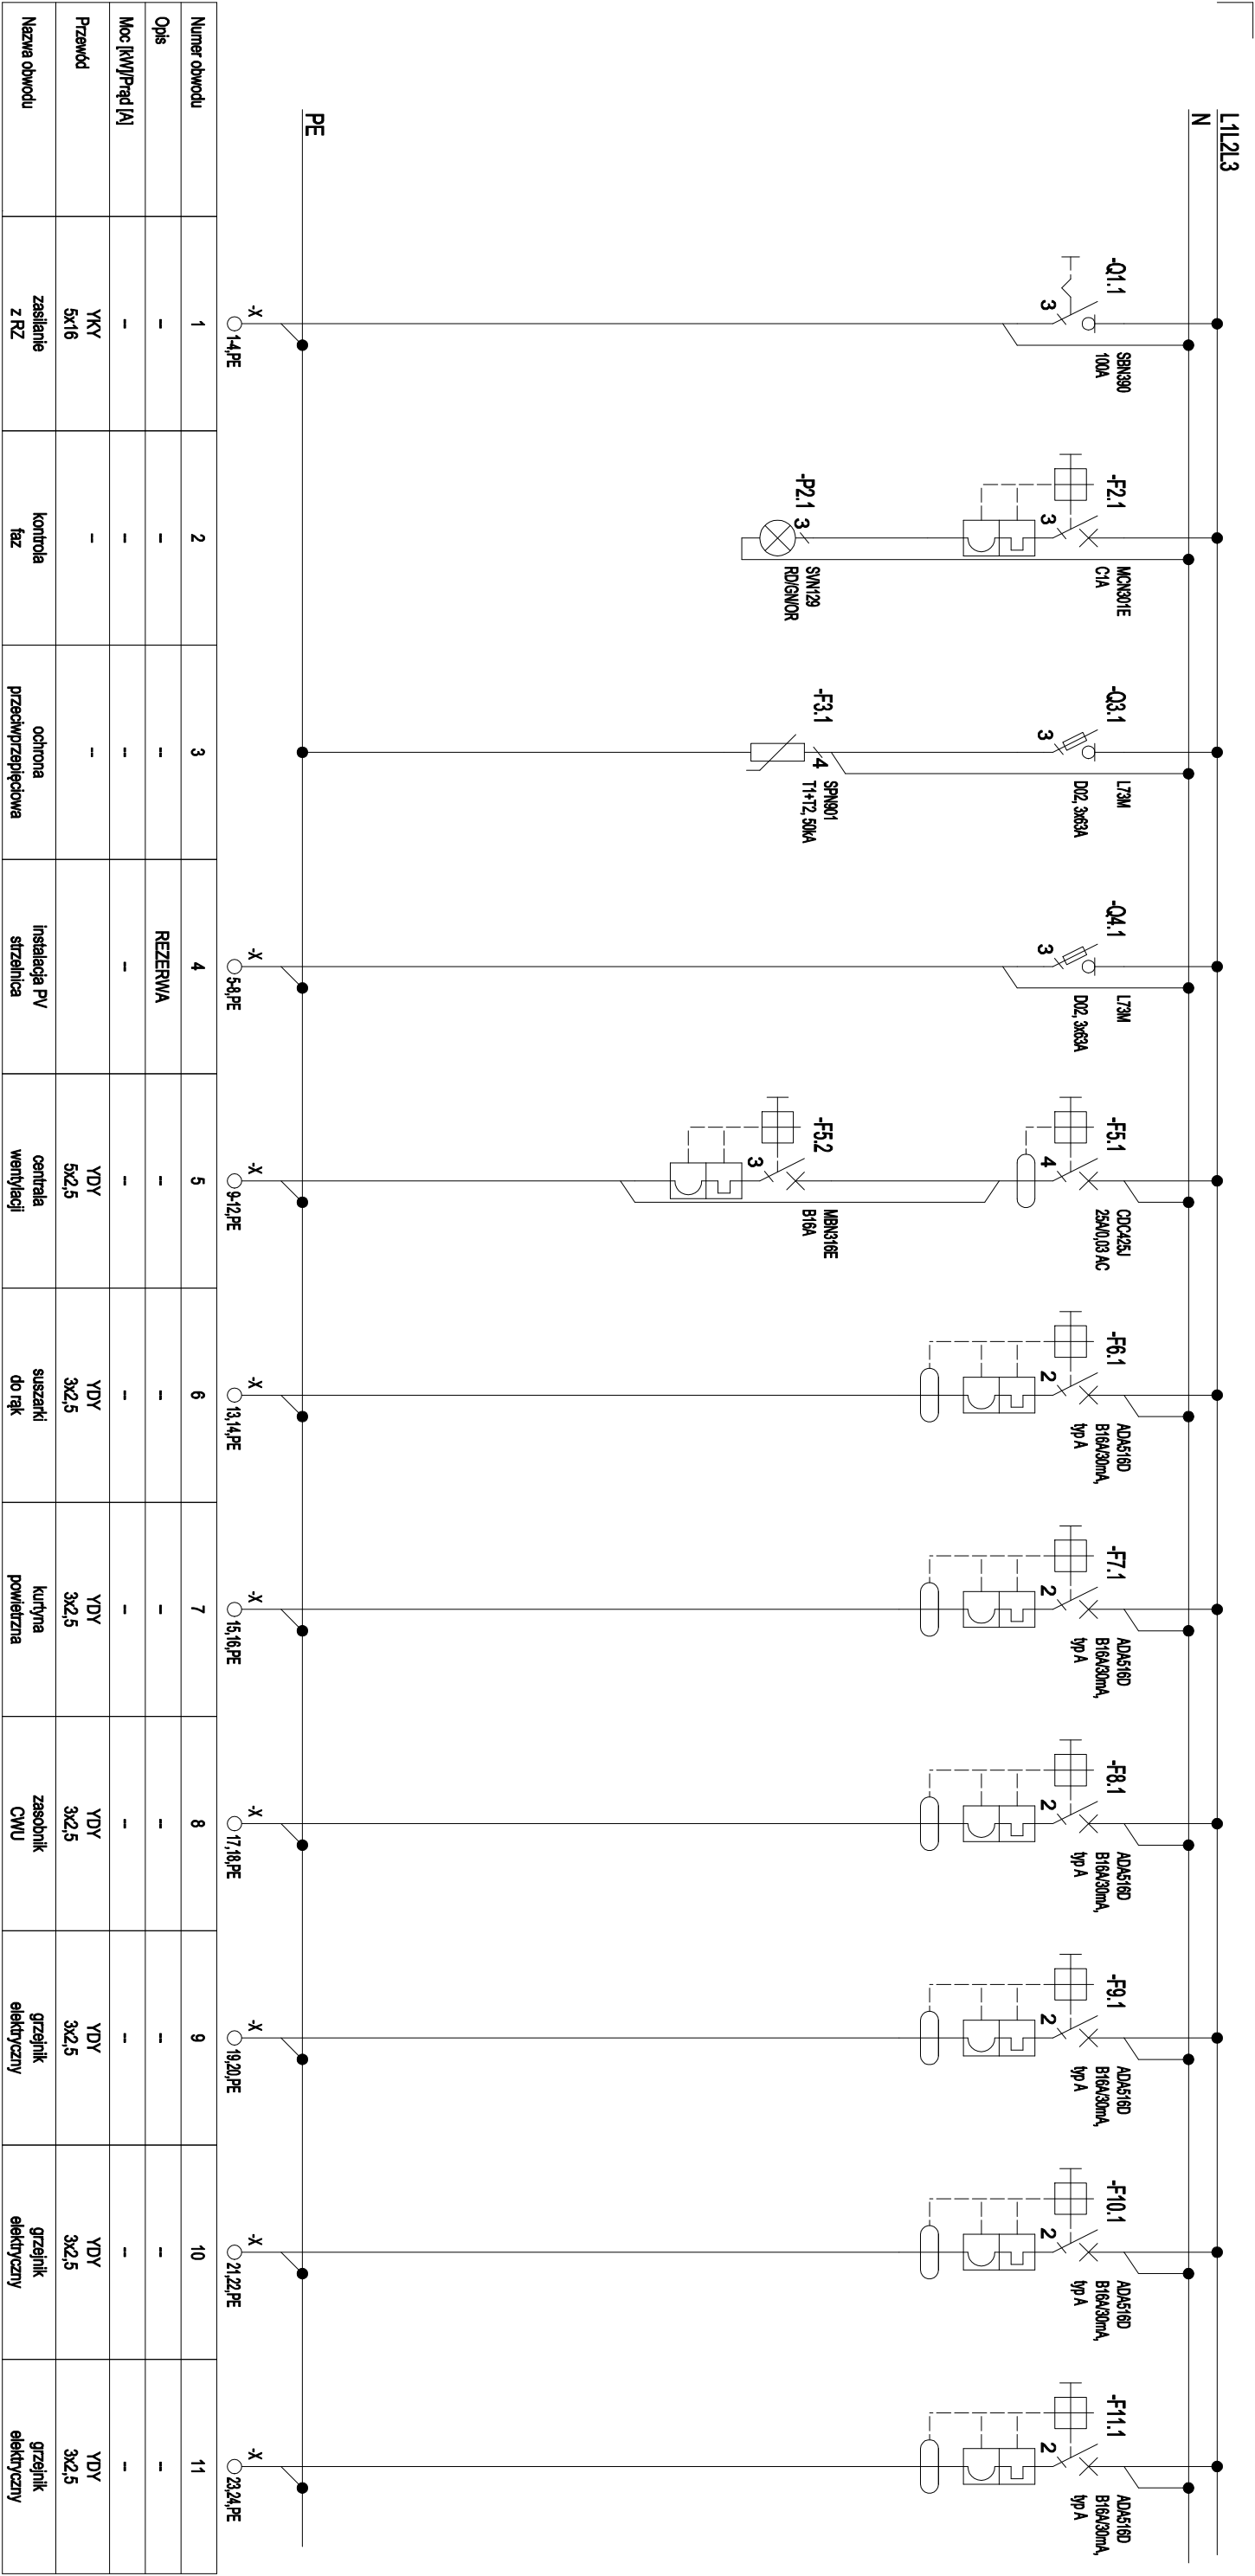 L1L2L3
N
-Q1.1
3
SBN390
100A
-F2.1
3
MCN301E
C1A
-P2.1
3
SVN129
RD/GN/OR
-Q3.1
3
L73M
D02, 3x63A
-F3.1
4
SPN901
T1+T2, 50kA
-Q4.1
3
L73M
D02, 3x63A
-F5.1
4
CDC425J
25A/0,03 AC
-F5.2
3
MBN316E
B16A
-F6.1
2
ADA516D
B16A/30mA,
typ A
-F7.1
2
ADA516D
B16A/30mA,
typ A
-F8.1
2
ADA516D
B16A/30mA,
typ A
-F9.1
2
ADA516D
B16A/30mA,
typ A
-F10.1
2
ADA516D
B16A/30mA,
typ A
-F11.1
2
ADA516D
B16A/30mA,
typ A
PE
-X 1-4,PE
-X 5-8,PE
-X 9-12,PE
-X 13,14,PE
-X 15,16,PE
-X 17,18,PE
-X 19,20,PE
-X 21,22,PE
-X 23,24,PE
Numer obwodu 1 2 3 4 5 6 7 8 9 10 11
Opis -- -- -- REZERWA -- -- -- -- -- -- --
Moc [kW]/Prąd [A] -- -- -- -- -- -- -- -- -- -- --
Przewód
YKY
5x16
--
--
YDY
5x2,5
YDY
3x2,5
YDY
3x2,5
YDY
3x2,5
YDY
3x2,5
YDY
3x2,5
YDY
3x2,5
Nazwa obwodu
zasilanie
z RZ
kontrola
faz
ochrona
przeciwprzepięciowa
instalacja PV
strzelnica
centrala
wentylacji
suszarki
do rąk
kurtyna
powietrzna
zasobnik
CWU
grzejnik
elektryczny
grzejnik
elektryczny
grzejnik
elektryczny